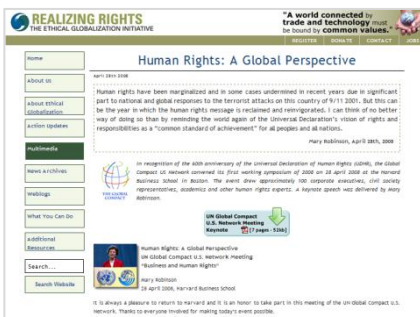 REALIZING RIGHTS
THE ETHICAL GLOBALIZATION INITIATIVE
"A world connected by
trade and technology must
be bound by common values."
REGISTER DONATE CONTACT JOBS
Home
About Us
About Ethical
Globalization
Action Updates
Multimedia
News Archives
Weblogs
What You Can Do
Additional
Resources
Search...
Search Website
Human Rights: A Global Perspective
April 28th 2008
Human rights have been marginalized and in some cases undermined in recent years due in significant
part to national and global responses to the terrorist attacks on this country of 9/11 2001. But this can
be the year in which the human rights message is reclaimed and reinvigorated. I can think of no better
way of doing so than by reminding the world again of the Universal Declaration's vision of rights and
responsibilities as a "common standard of achievement" for all peoples and all nations.
Mary Robinson, April 28th, 2008
THE GLOBAL
COMPACT
In recognition of the 60th anniversary of the Universal Declaration of Human Rights (UDHR), the Global
Compact US Network convened its first working symposium of 2008 on 28 April 2008 at the Harvard
Business School in Boston. The event drew approximately 100 corporate executives, civil society
representatives, academics and other human rights experts. A keynote speech was delivered by Mary
Robinson.
UN Global Compact
U.S. Network Meeting
Keynote [7 pages - 52kb]
Human Rights: A Global Perspective
UN Global Compact U.S. Network Meeting
"Business and Human Rights"
Mary Robinson
28 April 2008, Harvard Business School
It is always a pleasure to return to Harvard and it is an honor to take part in this meeting of the UN Global Compact U.S.
Network. Thanks to everyone involved for making today's event possible.